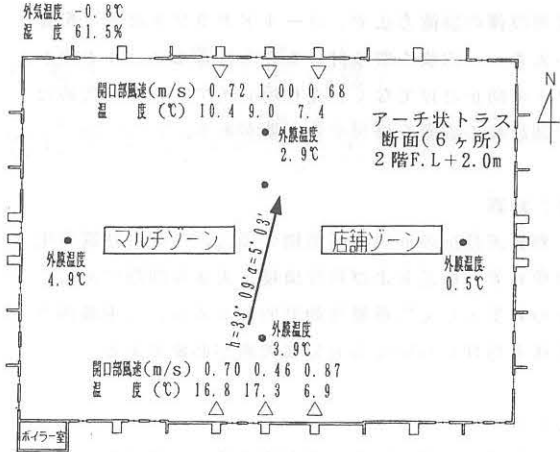 外気温度 -0.8℃
湿 度 61.5%
開口部風速(m/s) 0.72 1.00 0.68
温 度 (℃) 10.4 9.0 7.4
外膜温度
2.9℃
アーチ状トラス
断面(6ヶ所)
2階F.L+2.0m
N
マルチゾーン
店舗ゾーン
外膜温度
4.9℃
外膜温度
0.5℃
h=33°09'a=5°03'
外膜温度
3.9℃
開口部風速(m/s) 0.70 0.46 0.87
温 度 (℃) 16.8 17.3 6.9
ボイラー室